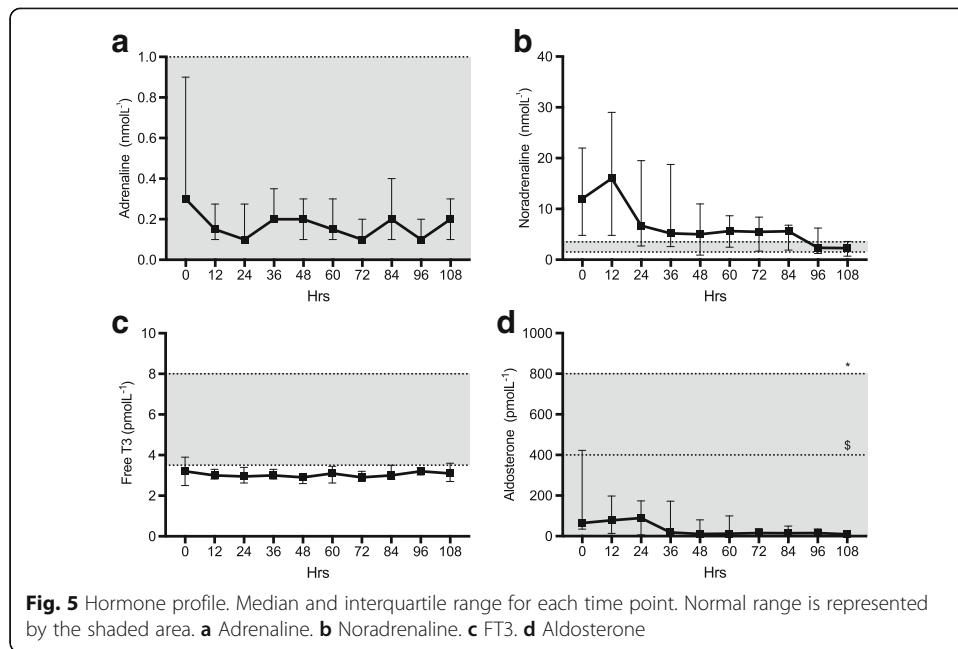 a
1.0
0.8
0.6
0.4
0.2
0.0
Adrenaline (nmolL⁻¹)
0 12 24 36 48 60 72 84 96 108
Hrs
b
40
30
20
10
0
Noradrenaline (nmolL⁻¹)
0 12 24 36 48 60 72 84 96 108
Hrs
c
10
8
6
4
2
0
Free T3 (pmolL⁻¹)
0 12 24 36 48 60 72 84 96 108
Hrs
d
1000
800
600
400
200
0
Aldosterone (pmolL⁻¹)
*
$
0 12 24 36 48 60 72 84 96 108
Hrs
Fig. 5 Hormone profile. Median and interquartile range for each time point. Normal range is represented
by the shaded area. a Adrenaline. b Noradrenaline. c FT3. d Aldosterone